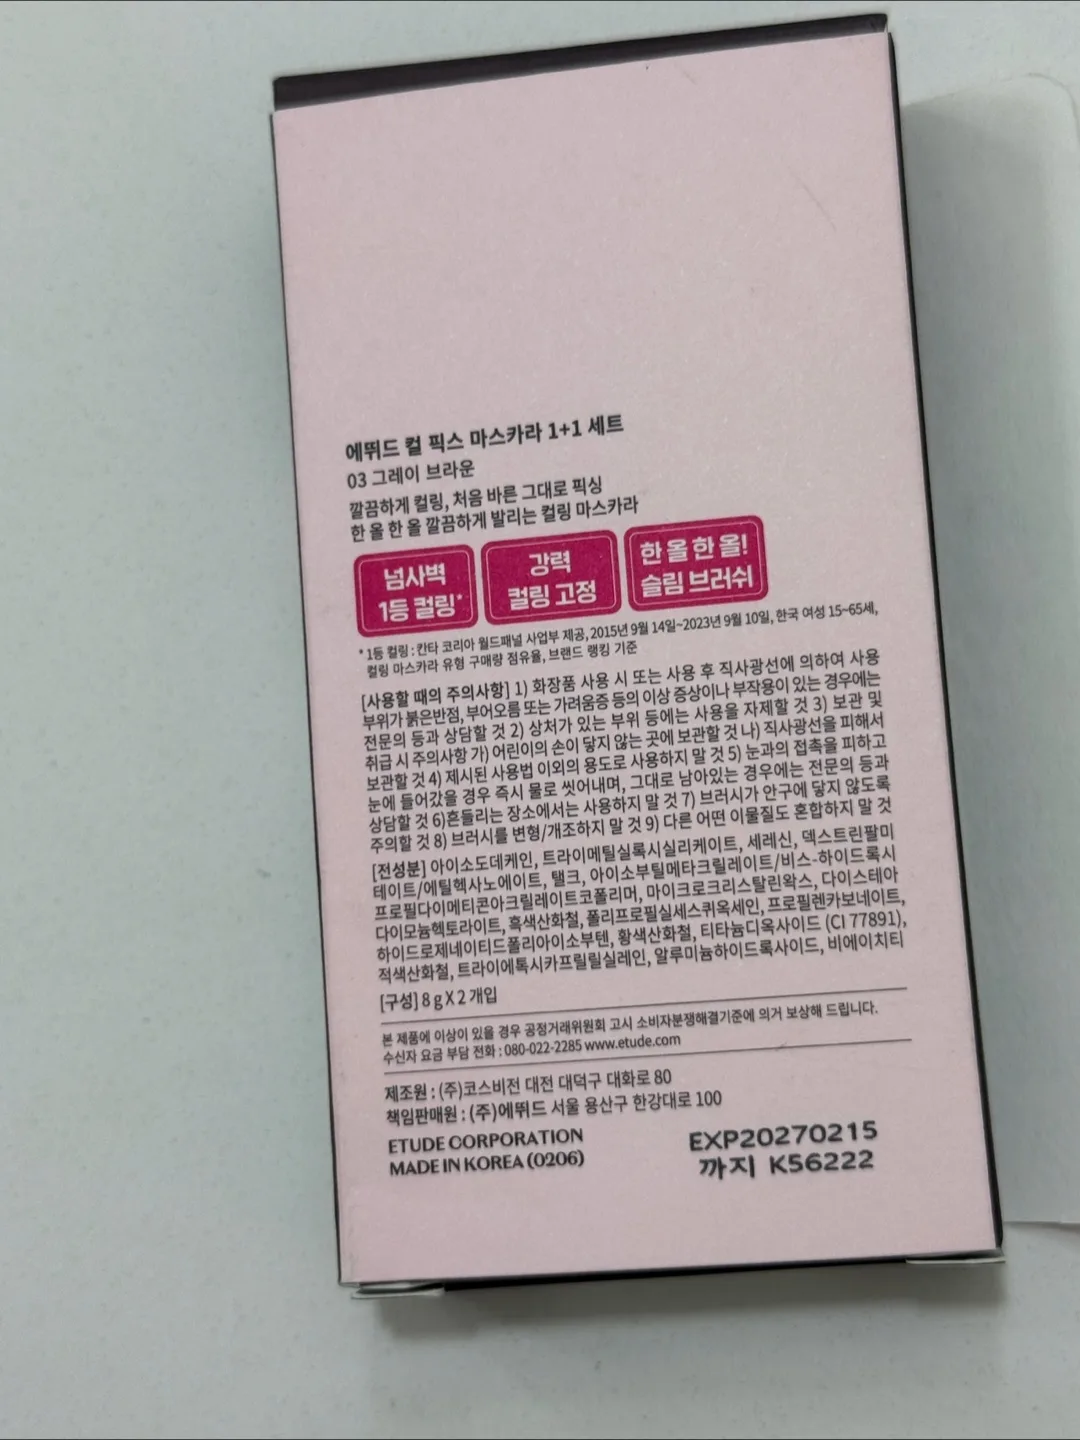 에뛰드 컬 픽스 마스카라 1+1 세트
03 그레이 브라운
깔끔하게 컬링, 처음 바른 그대로 픽싱
한 올 한 올 깔끔하게 발리는 컬링 마스카라
넘사벽
1등 컬링*
강력
컬링 고정
한 올 한 올!
슬림 브러쉬
* 1등 컬링 : 칸타 코리아 월드패널 사업부 제공, 2015년 9월 14일~2023년 9월 10일, 한국 여성 15~65세,
컬링 마스카라 유형 구매량 점유율, 브랜드 랭킹 기준
[사용할 때의 주의사항] 1) 화장품 사용 시 또는 사용 후 직사광선에 의하여 사용
부위가 붉은반점, 부어오름 또는 가려움증 등의 이상 증상이나 부작용이 있는 경우에는
전문의 등과 상담할 것 2) 상처가 있는 부위 등에는 사용을 자제할 것 3) 보관 및
취급 시 주의사항 가) 어린이의 손이 닿지 않는 곳에 보관할 것 나) 직사광선을 피해서
보관할 것 4) 제시된 사용법 이외의 용도로 사용하지 말 것 5) 눈과의 접촉을 피하고
눈에 들어갔을 경우 즉시 물로 씻어내며, 그대로 남아있는 경우에는 전문의 등과
상담할 것 6)흔들리는 장소에서는 사용하지 말 것 7) 브러시가 안구에 닿지 않도록
주의할 것 8) 브러시를 변형/개조하지 말 것 9) 다른 어떤 이물질도 혼합하지 말 것
[전성분] 아이소도데케인, 트라이메틸실록시실리케이트, 세레신, 덱스트린팔미
테이트/에틸헥사노에이트, 탤크, 아이소부틸메타크릴레이트/비스-하이드록시
프로필다이메티콘아크릴레이트코폴리머, 마이크로크리스탈린왁스, 다이스테아
다이모늄헥토라이트, 흑색산화철, 폴리프로필실세스퀴옥세인, 프로필렌카보네이트,
하이드로제네이티드폴리아이소부텐, 황색산화철, 티타늄디옥사이드 (CI 77891),
적색산화철, 트라이에톡시카프릴릴실레인, 알루미늄하이드록사이드, 비에이치티
[구성] 8 g X 2 개입
본 제품에 이상이 있을 경우 공정거래위원회 고시 소비자분쟁해결기준에 의거 보상해 드립니다.
수신자 요금 부담 전화 : 080-022-2285 www.etude.com
제조원 : (주)코스비전 대전 대덕구 대화로 80
책임판매원 : (주)에뛰드 서울 용산구 한강대로 100
ETUDE CORPORATION
MADE IN KOREA (0206)
EXP20270215
까지 K56222